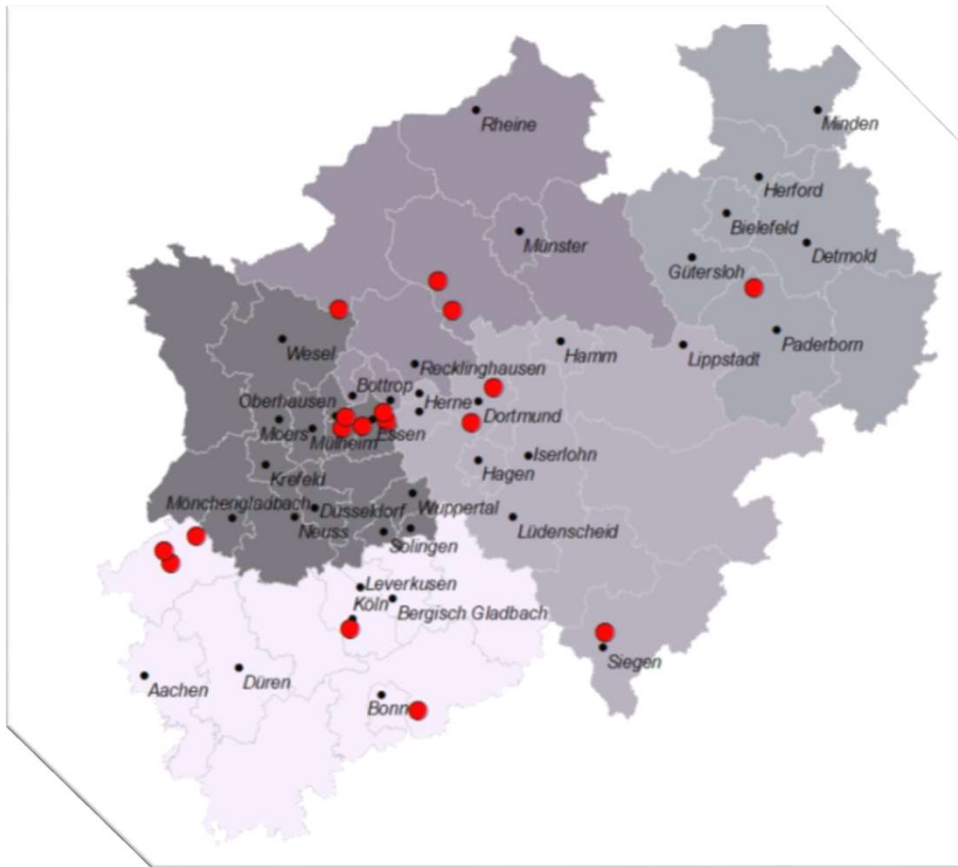 Rheine
Minden
Herford
Bielefeld
Münster
Detmold
Gütersloh
Wesel
Hamm
Lippstadt
Paderborn
Recklinghausen
Bottrop
Oberhausen
Herne
Dortmund
Moers
Mülheim
Essen
Iserlohn
Hagen
Krefeld
Mönchengladbach
Düsseldorf
Wuppertal
Neuss
Lüdenscheid
Solingen
Leverkusen
Köln
Bergisch Gladbach
Siegen
Aachen
Düren
Bonn